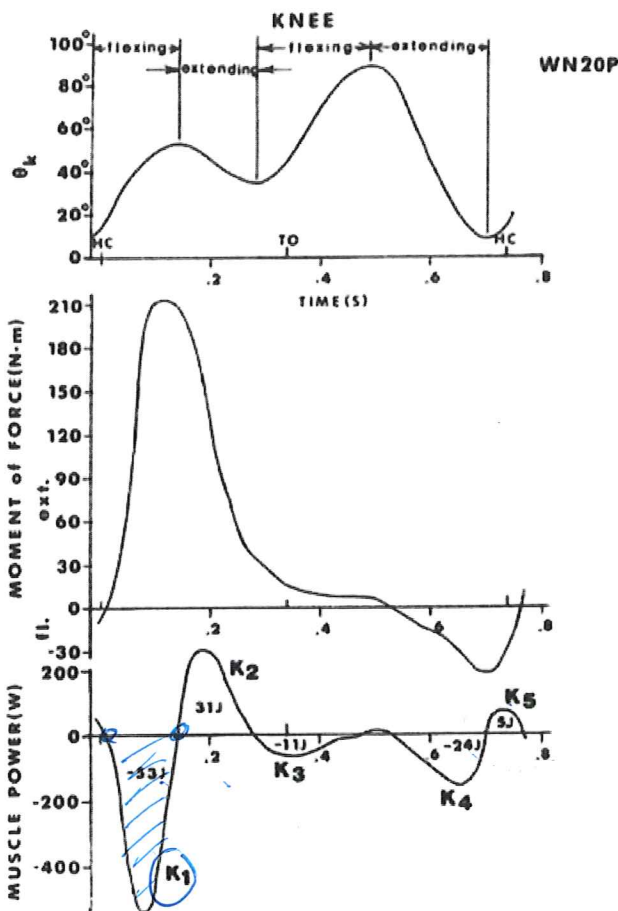 KNEE
100°
flexing
flexing
extending
WN20P
extending
80°
60°
θk
40°
20°
HC
TO
HC
0
.2
.4
.6
.8
TIME(S)
210
180
150
120
90
60
30
0
-30
MOMENT of FORCE(N·m)
ext.
fl.
.2
.4
.6
.8
200
0
-200
-400
MUSCLE POWER(W)
K2
31J
K5
5J
-11J
-24J
K3
K4
-53J
K1
.2
.4
.6
.8